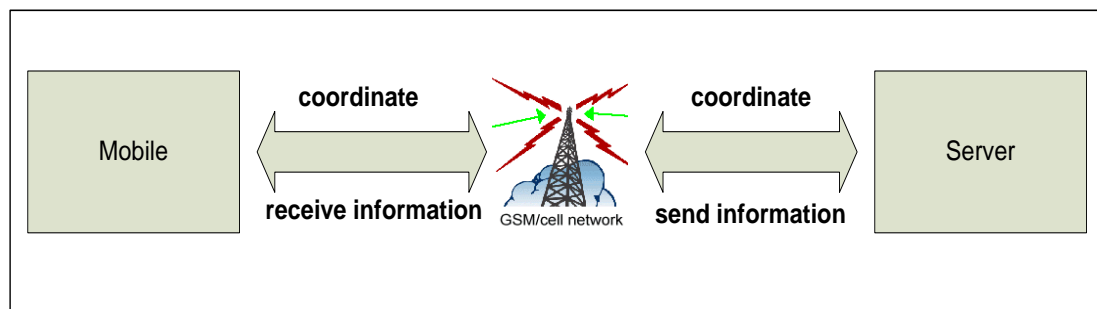 Mobile
coordinate
receive information
GSM/cell network
coordinate
send information
Server